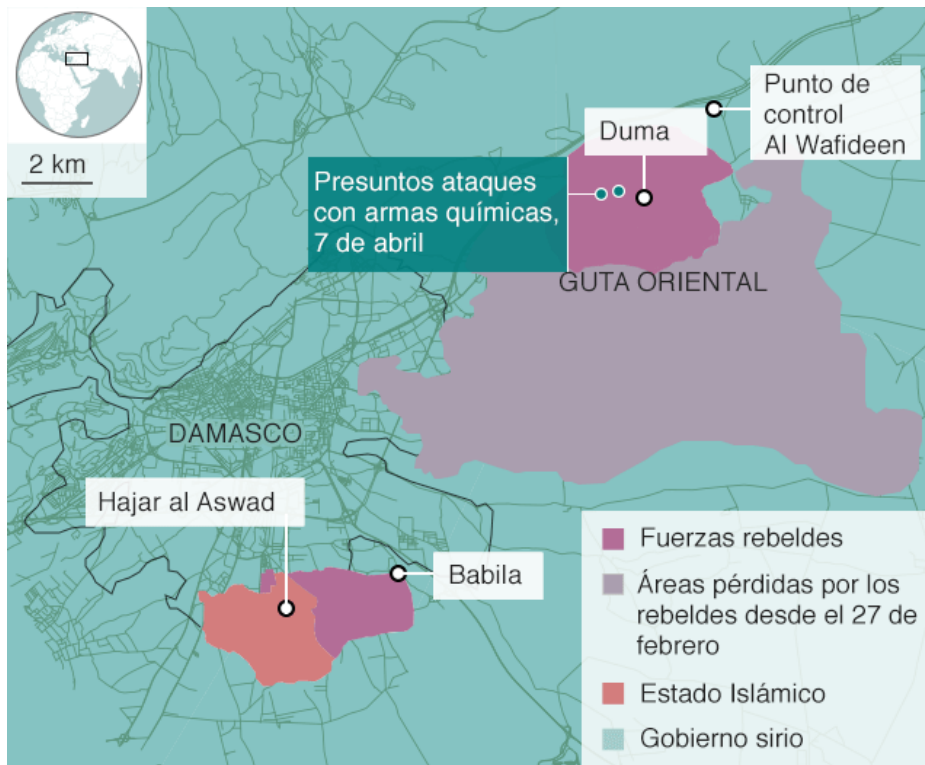 2 km
Punto de
control
Al Wafideen
Duma
Presuntos ataques
con armas químicas,
7 de abril
GUTA ORIENTAL
DAMASCO
Hajar al Aswad
Babila
Fuerzas rebeldes
Áreas pérdidas por los
rebeldes desde el 27 de
febrero
Estado Islámico
Gobierno sirio